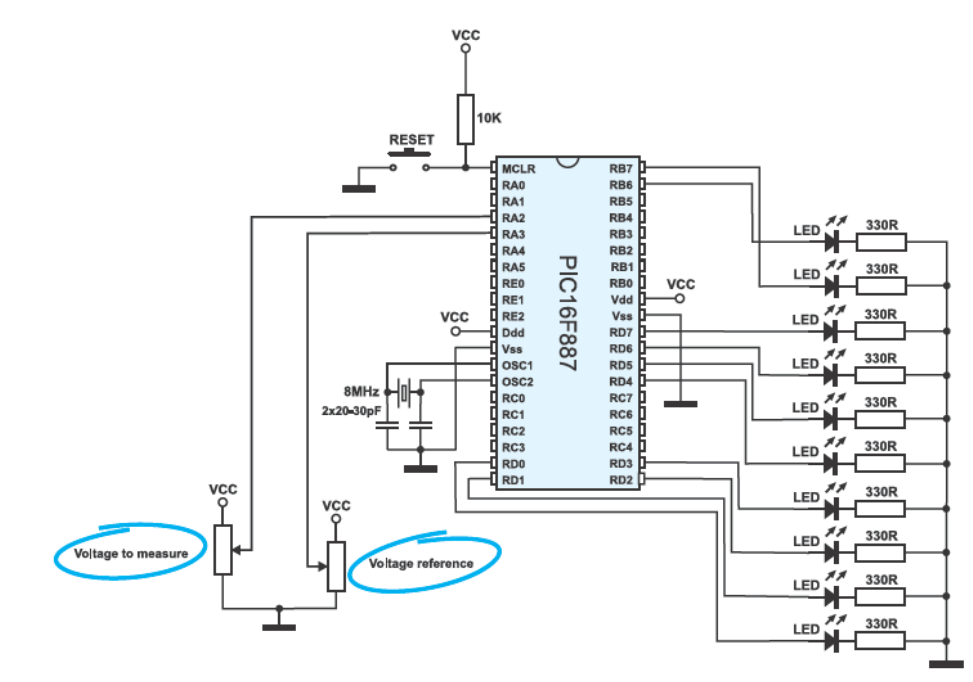 VCC
10K
RESET
MCLR
RA0
RA1
RA2
RA3
RA4
RA5
RE0
RE1
RE2
Ddd
Vss
OSC1
OSC2
RC0
RC1
RC2
RC3
RD0
RD1
PIC16F887
RB7
RB6
RB5
RB4
RB3
RB2
RB1
RB0
Vdd
Vss
RD7
RD6
RD5
RD4
RC7
RC6
RC5
RC4
RD3
RD2
VCC
VCC
8MHz
2x20-30pF
LED 330R
LED 330R
LED 330R
LED 330R
LED 330R
LED 330R
LED 330R
LED 330R
LED 330R
LED 330R
VCC
Voltage to measure
VCC
Voltage reference